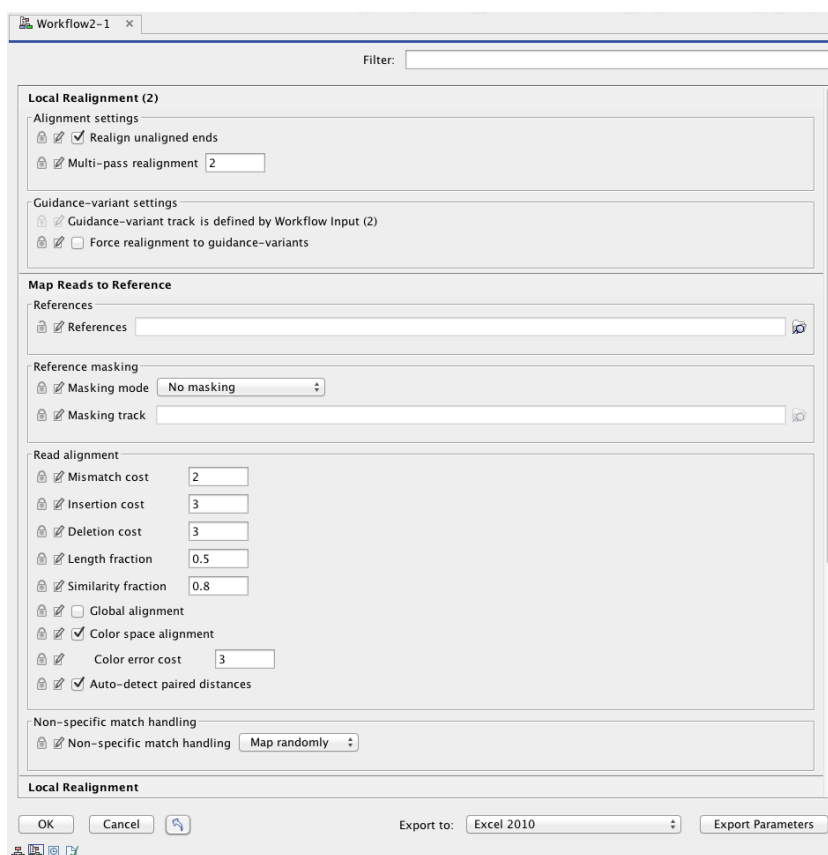 Workflow2-1 ×
Filter:
Local Realignment (2)
Alignment settings
Realign unaligned ends
Multi-pass realignment 2
Guidance-variant settings
Guidance-variant track is defined by Workflow Input (2)
Force realignment to guidance-variants
Map Reads to Reference
References
References
Reference masking
Masking mode No masking
Masking track
Read alignment
Mismatch cost 2
Insertion cost 3
Deletion cost 3
Length fraction 0.5
Similarity fraction 0.8
Global alignment
Color space alignment
Color error cost 3
Auto-detect paired distances
Non-specific match handling
Non-specific match handling Map randomly
Local Realignment
OK Cancel Export to: Excel 2010 Export Parameters